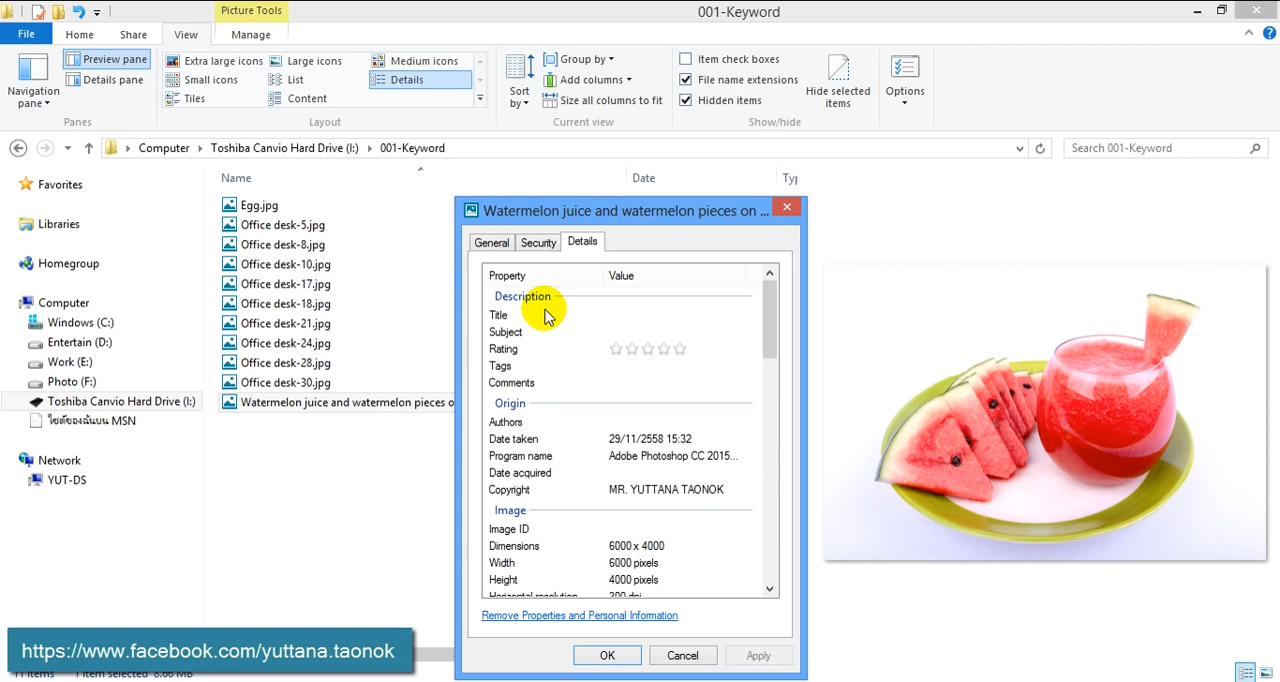 Picture Tools
001-Keyword
File
Home
Share
View
Manage
Navigation pane
Preview pane
Details pane
Panes
Extra large icons
Large icons
Medium icons
Small icons
List
Details
Tiles
Content
Layout
Sort by
Group by
Add columns
Size all columns to fit
Current view
Item check boxes
File name extensions
Hidden items
Hide selected items
Show/hide
Options
Computer
Toshiba Canvio Hard Drive (I:)
001-Keyword
Search 001-Keyword
Favorites
Libraries
Homegroup
Computer
Windows (C:)
Entertain (D:)
Work (E:)
Photo (F:)
Toshiba Canvio Hard Drive (I:)
ไซต์ของฉันบน MSN
Network
YUT-DS
Name
Date
Typ
Egg.jpg
Office desk-5.jpg
Office desk-8.jpg
Office desk-10.jpg
Office desk-17.jpg
Office desk-18.jpg
Office desk-21.jpg
Office desk-24.jpg
Office desk-28.jpg
Office desk-30.jpg
Watermelon juice and watermelon pieces o
Watermelon juice and watermelon pieces on ...
General
Security
Details
Property Value
Description
Title
Subject
Rating
Tags
Comments
Origin
Authors
Date taken 29/11/2558 15:32
Program name Adobe Photoshop CC 2015...
Date acquired
Copyright MR. YUTTANA TAONOK
Image
Image ID
Dimensions 6000 x 4000
Width 6000 pixels
Height 4000 pixels
Horizontal resolution 300 dpi
Remove Properties and Personal Information
OK
Cancel
Apply
https://www.facebook.com/yuttana.taonok
11 items
1 item selected 8.66 MB